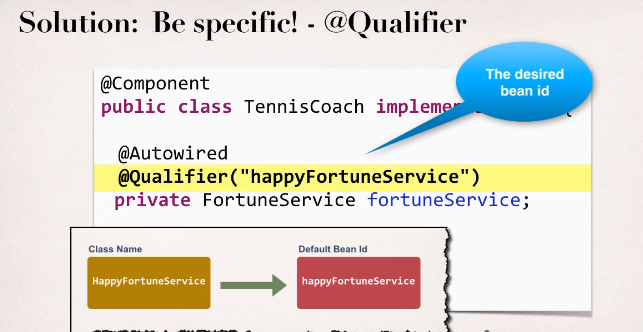 Solution: Be specific! - @Qualifier
The desired
bean id
@Component
public class TennisCoach {
@Autowired
@Qualifier("happyFortuneService")
private FortuneService fortuneService;
Class Name
Default Bean Id
HappyFortuneService
happyFortuneService